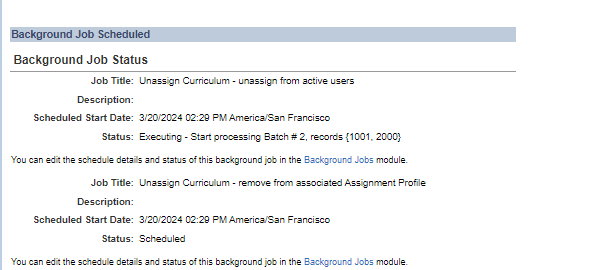 Background Job Scheduled
Background Job Status
Job Title: Unassign Curriculum - unassign from active users
Description:
Scheduled Start Date: 3/20/2024 02:29 PM America/San Francisco
Status: Executing - Start processing Batch # 2, records {1001, 2000}
You can edit the schedule details and status of this background job in the Background Jobs module.
Job Title: Unassign Curriculum - remove from associated Assignment Profile
Description:
Scheduled Start Date: 3/20/2024 02:29 PM America/San Francisco
Status: Scheduled
You can edit the schedule details and status of this background job in the Background Jobs module.